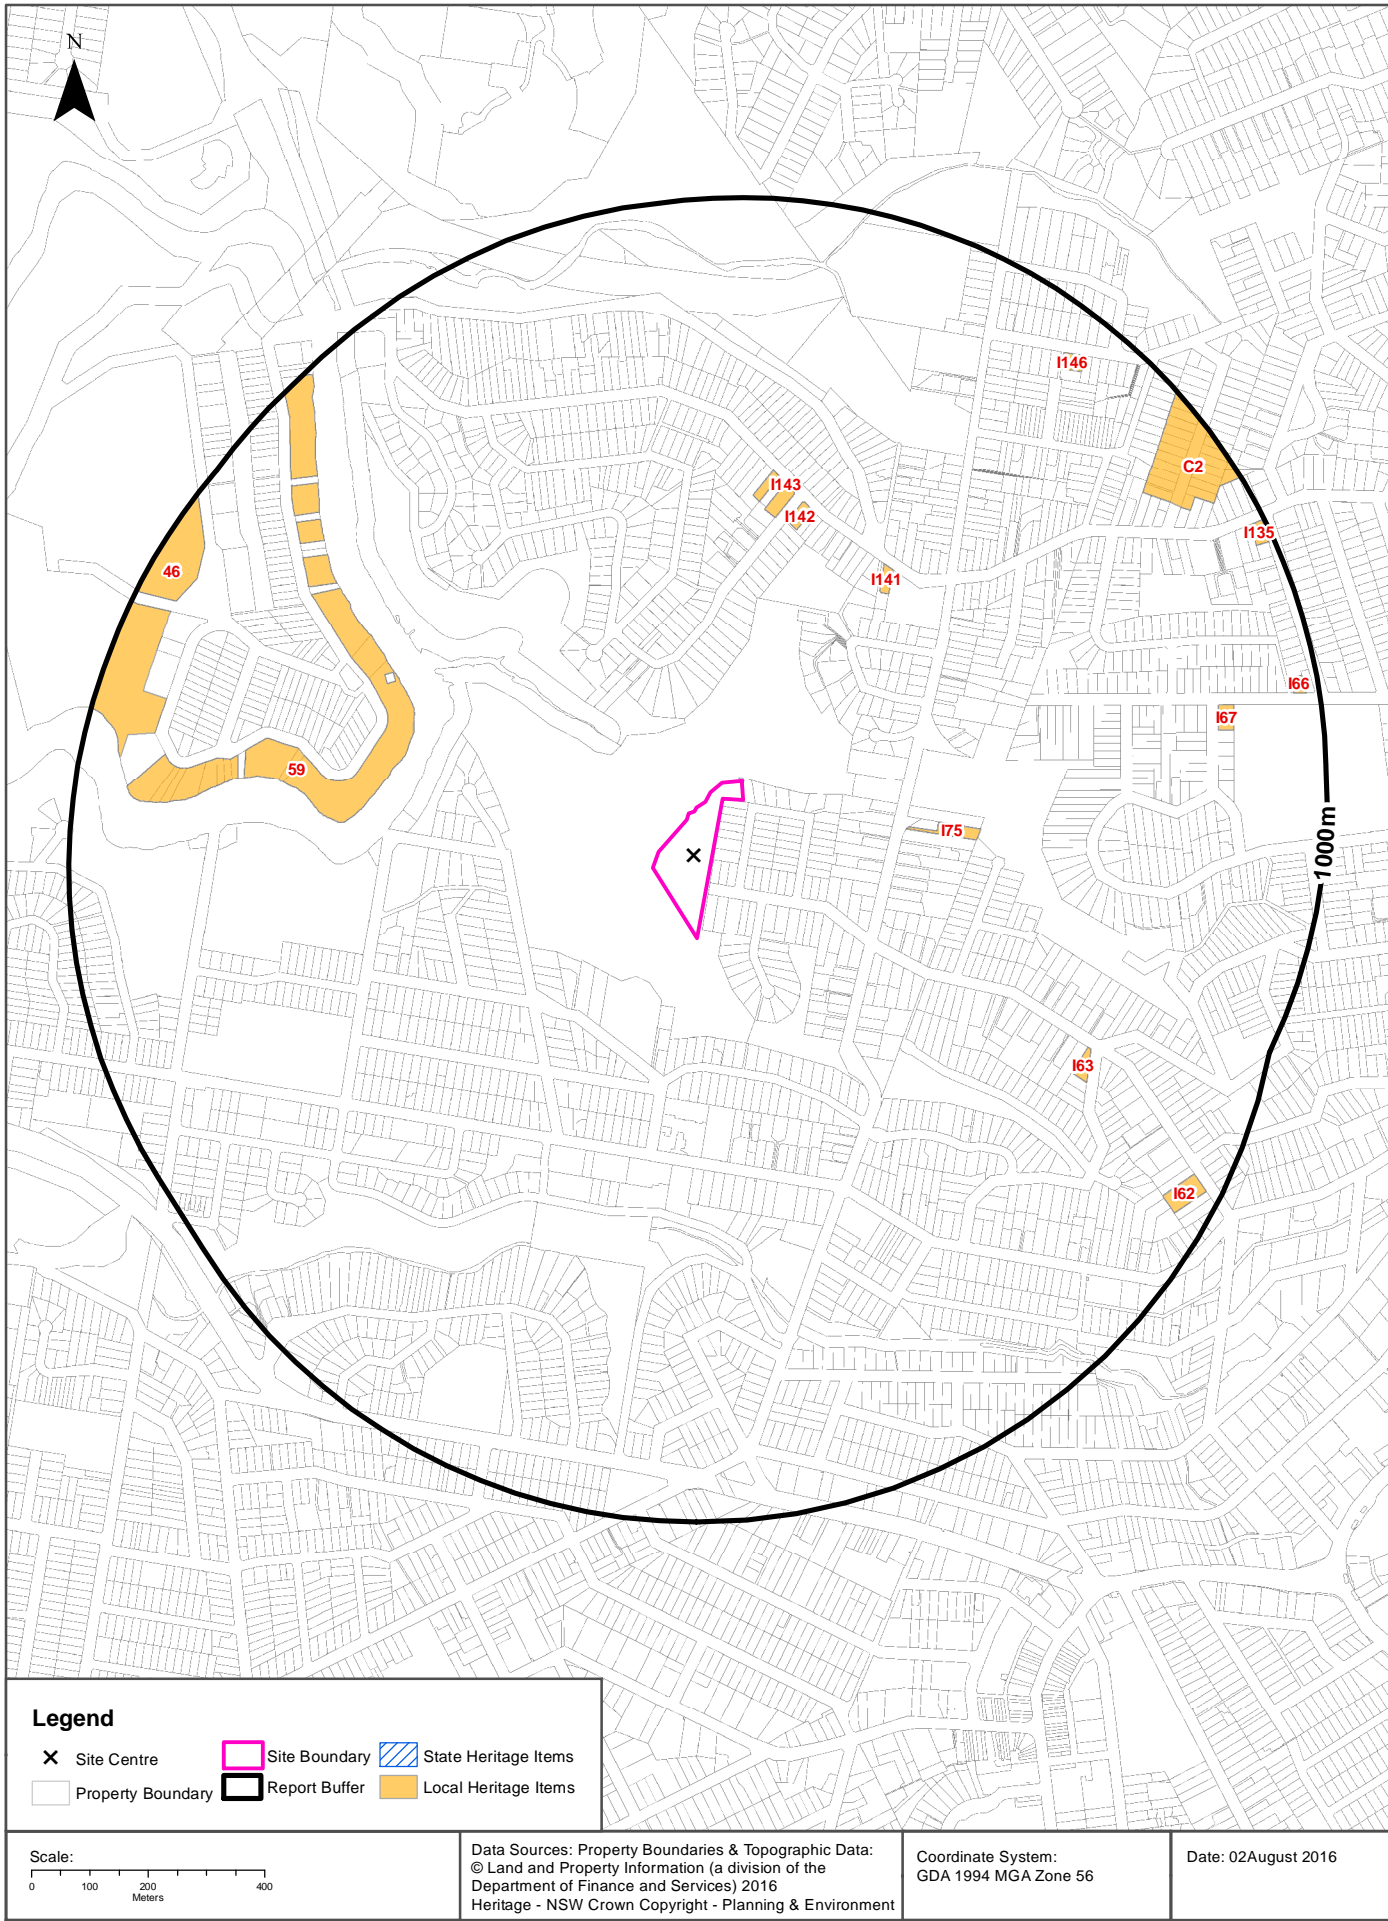 N
I146
C2
I143
I142
I135
46
I141
I66
I67
59
I75
1000m
I63
I62
Legend
Site Centre
Site Boundary
State Heritage Items
Property Boundary
Report Buffer
Local Heritage Items
Scale:
0 100 200 400
Meters
Data Sources: Property Boundaries & Topographic Data:
© Land and Property Information (a division of the
Department of Finance and Services) 2016
Heritage - NSW Crown Copyright - Planning & Environment
Coordinate System:
GDA 1994 MGA Zone 56
Date: 02August 2016